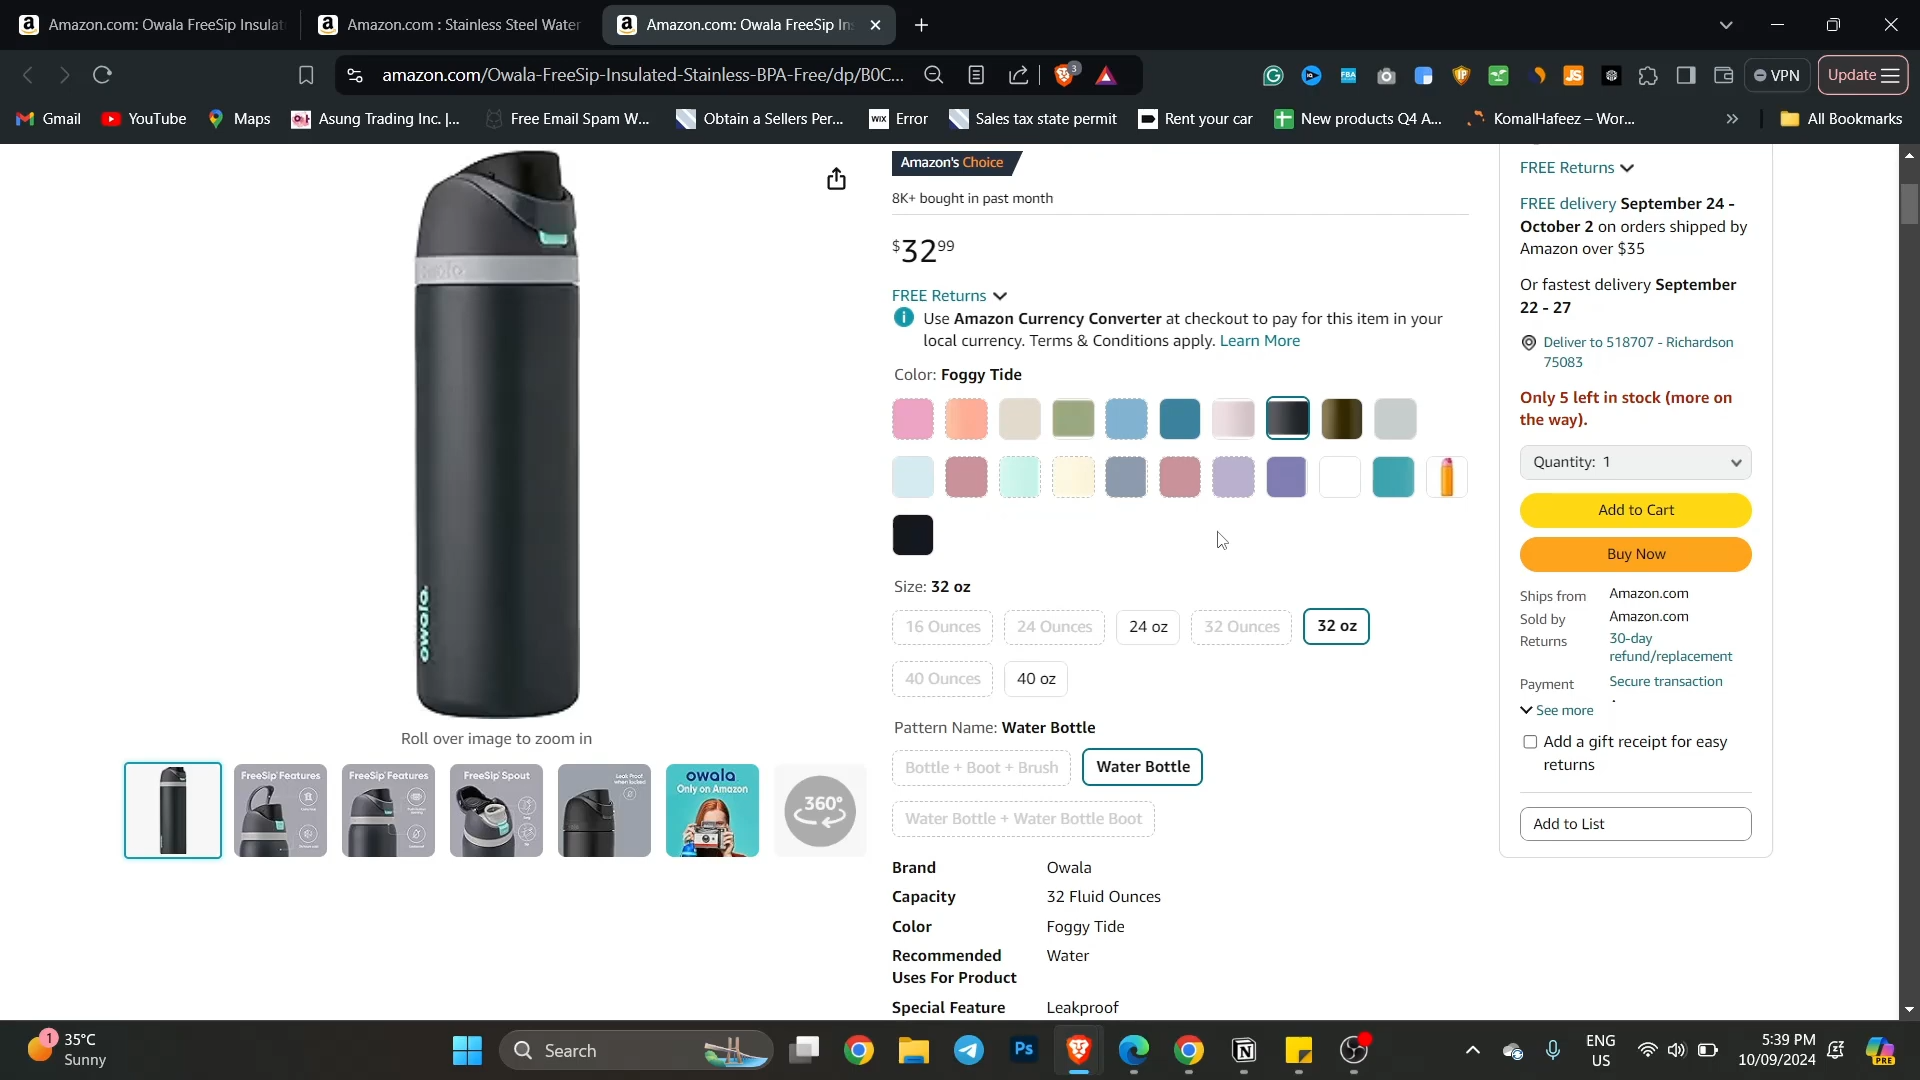 Amazon.com: Owala FreeSip Insulat
Amazon.com : Stainless Steel Water
Amazon.com: Owala FreeSip In
amazon.com/Owala-FreeSip-Insulated-Stainless-BPA-Free/dp/B0C...
3
VPN
Update
Gmail
YouTube
Maps
Asung Trading Inc. |...
Free Email Spam W...
Obtain a Sellers Per...
WIX
Error
Sales tax state permit
Rent your car
New products Q4 A...
KomalHafeez – Wor...
»
All Bookmarks
Amazon's Choice
8K+ bought in past month
$32 99
FREE Returns
Use Amazon Currency Converter at checkout to pay for this item in your
local currency. Terms & Conditions apply. Learn More
Color: Foggy Tide
Size: 32 oz
16 Ounces
24 Ounces
24 oz
32 Ounces
32 oz
40 Ounces
40 oz
Pattern Name: Water Bottle
Bottle + Boot + Brush
Water Bottle
Water Bottle + Water Bottle Boot
Brand Owala
Capacity 32 Fluid Ounces
Color Foggy Tide
Recommended Water
Uses For Product
Special Feature Leakproof
owala
owala
Roll over image to zoom in
FreeSip Features
FreeSip Features
FreeSip Spout
Leak Proof
when locked
owala
Only on Amazon
360°
FREE Returns
FREE delivery September 24 -
October 2 on orders shipped by
Amazon over $35
Or fastest delivery September
22 - 27
Deliver to 518707 - Richardson
75083
Only 5 left in stock (more on
the way).
Quantity: 1
Add to Cart
Buy Now
Ships from Amazon.com
Sold by Amazon.com
Returns 30-day
refund/replacement
Payment Secure transaction
See more
Add a gift receipt for easy
returns
Add to List
1
35°C
Sunny
Search
Ps
ENG
US
5:39 PM
10/09/2024
PRE